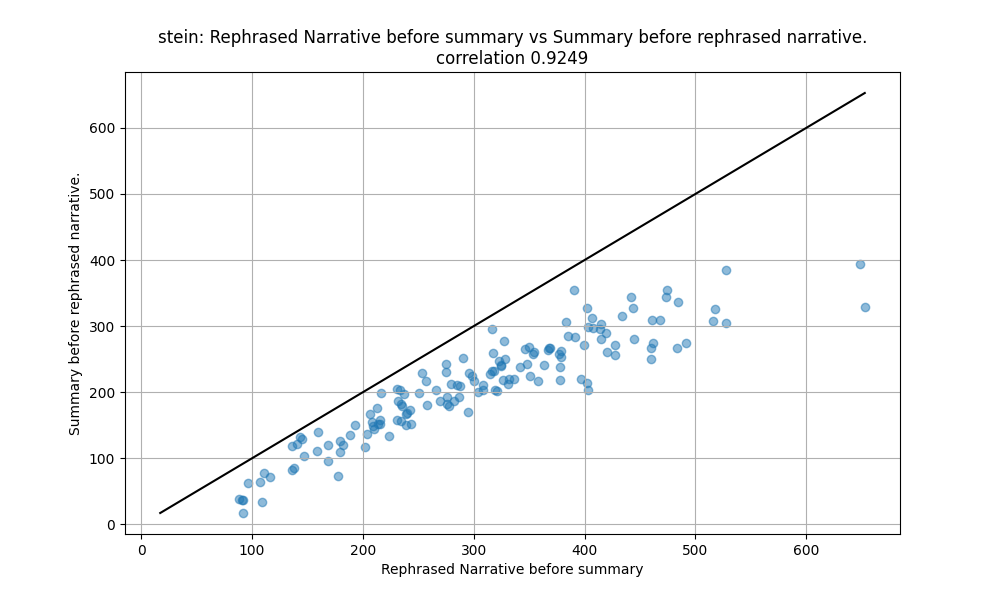 stein: Rephrased Narrative before summary vs Summary before rephrased narrative.
correlation 0.9249
Summary before rephrased narrative.
600
500
400
300
200
100
0
0 100 200 300 400 500 600
Rephrased Narrative before summary